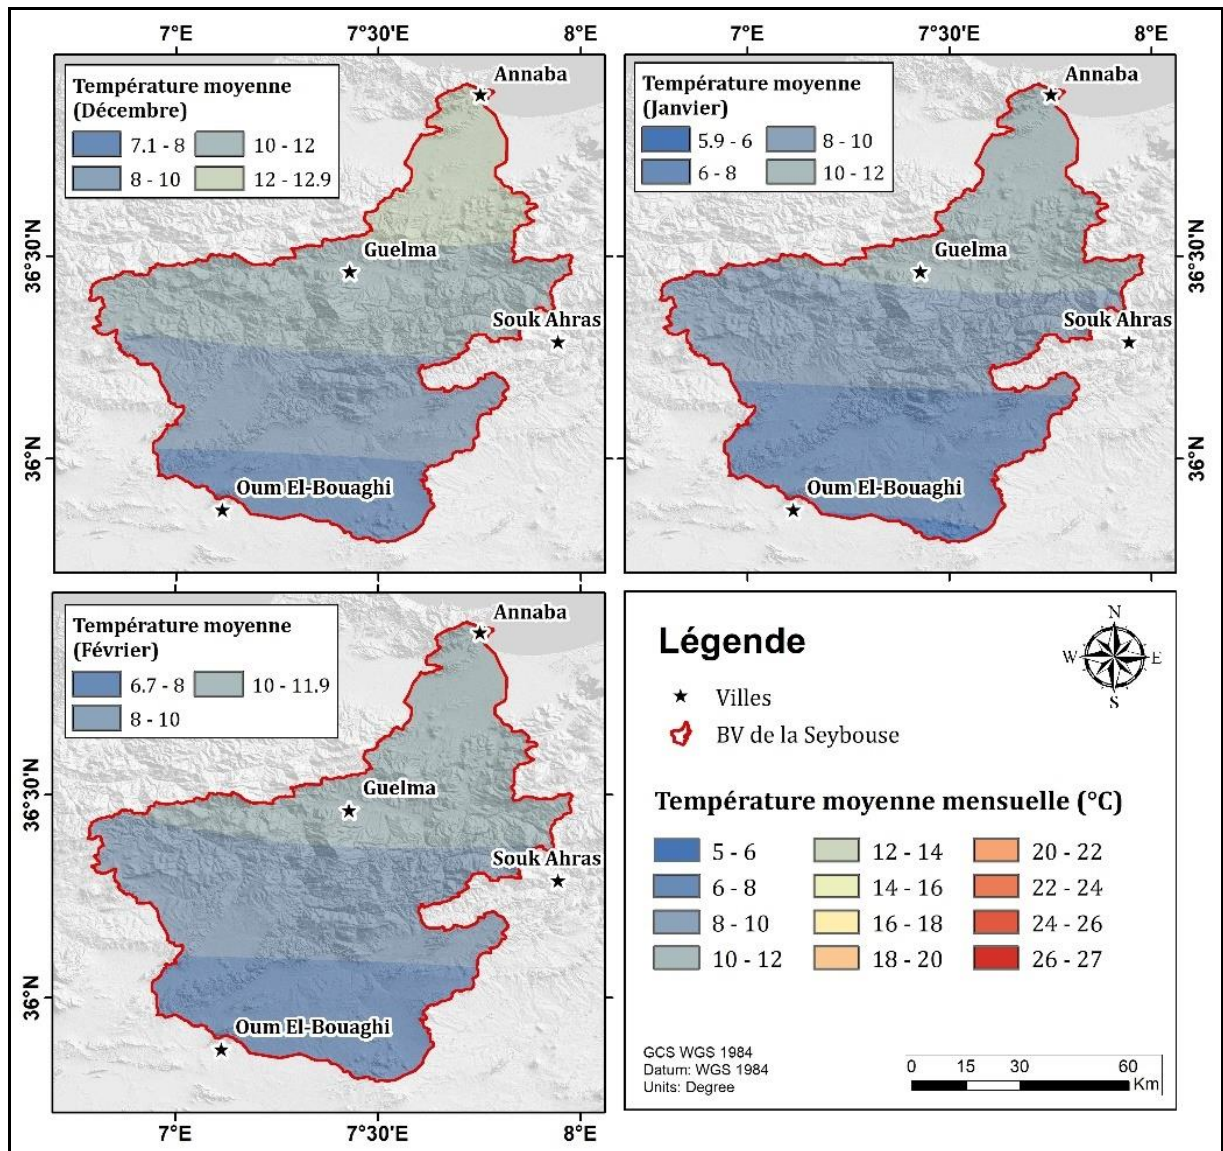 7°E 7°30'E 8°E 7°E 7°30'E 8°E
Température moyenne
(Décembre)
7.1 - 8 10 - 12
8 - 10 12 - 12.9
Annaba
Guelma
Souk Ahras
Oum El-Bouaghi
36°30'N
36°N
Température moyenne
(Janvier)
5.9 - 6 8 - 10
6 - 8 10 - 12
Annaba
Guelma
Souk Ahras
Oum El-Bouaghi
36°30'N
36°N
Température moyenne
(Février)
6.7 - 8 10 - 11.9
8 - 10
Annaba
Guelma
Souk Ahras
Oum El-Bouaghi
36°30'N
36°N
7°E 7°30'E 8°E
Légende
N
W E
S
Villes
BV de la Seybouse
Température moyenne mensuelle (°C)
5 - 6 12 - 14 20 - 22
6 - 8 14 - 16 22 - 24
8 - 10 16 - 18 24 - 26
10 - 12 18 - 20 26 - 27
GCS WGS 1984
Datum: WGS 1984
Units: Degree
0 15 30 60
Km